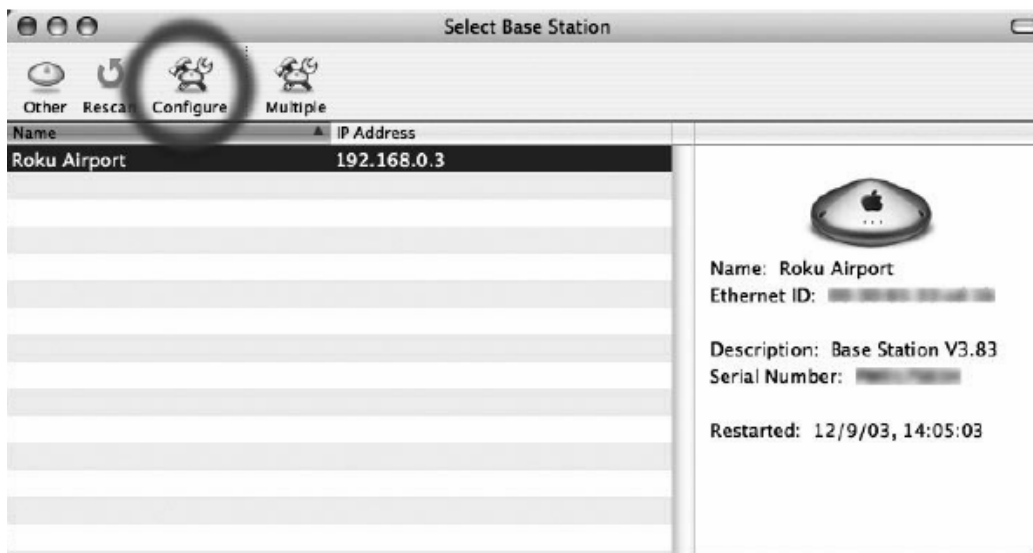 Select Base Station
Other Rescan Configure Multiple
Name IP Address
Roku Airport 192.168.0.3
Name: Roku Airport
Ethernet ID:
Description: Base Station V3.83
Serial Number:
Restarted: 12/9/03, 14:05:03